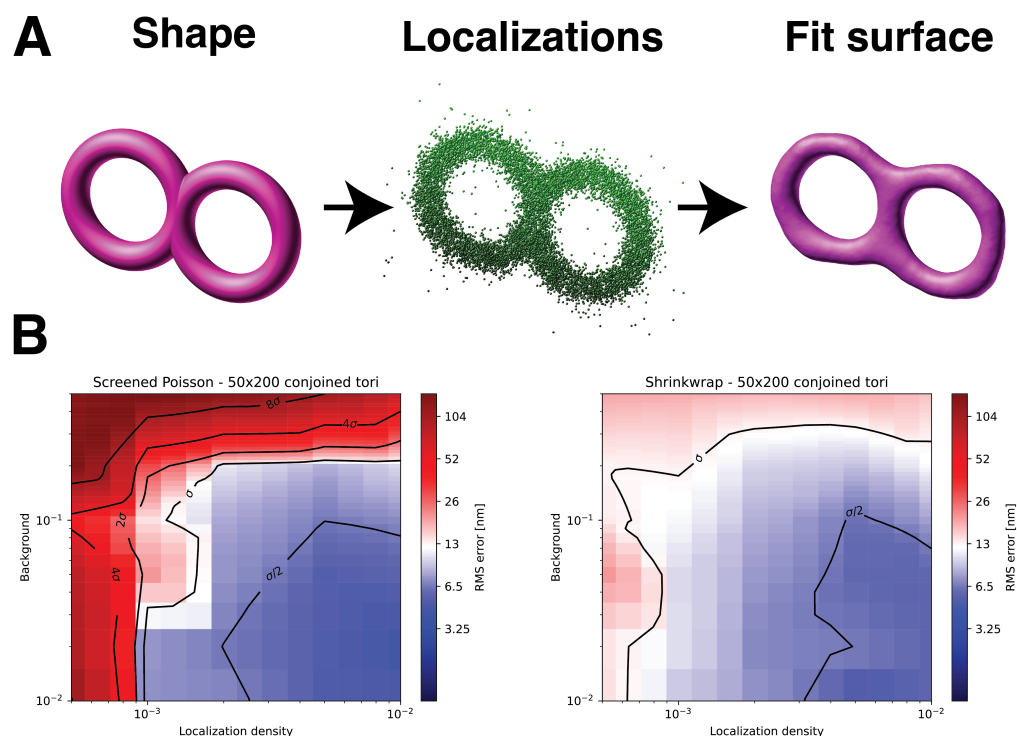 A
Shape
Localizations
Fit surface
B
Screened Poisson - 50x200 conjoined tori
8σ
4σ
2σ
σ
4σ
σ/2
10⁻¹
10⁻²
10⁻³
10⁻²
Background
Localization density
104
52
26
13
6.5
3.25
RMS error [nm]
Shrinkwrap - 50x200 conjoined tori
σ
σ/2
10⁻¹
10⁻²
10⁻³
10⁻²
Background
Localization density
104
52
26
13
6.5
3.25
RMS error [nm]